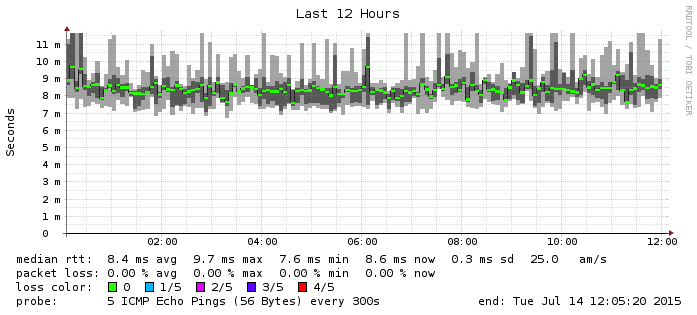 Last 12 Hours
RRDTOOL / TOBI OETIKER
Seconds
11 m
10 m
9 m
8 m
7 m
6 m
5 m
4 m
3 m
2 m
1 m
0
02:00 04:00 06:00 08:00 10:00 12:00
median rtt: 8.4 ms avg 9.7 ms max 7.6 ms min 8.6 ms now 0.3 ms sd 25.0 am/s
packet loss: 0.00 % avg 0.00 % max 0.00 % min 0.00 % now
loss color: 0 1/5 2/5 3/5 4/5
probe: 5 ICMP Echo Pings (56 Bytes) every 300s end: Tue Jul 14 12:05:20 2015